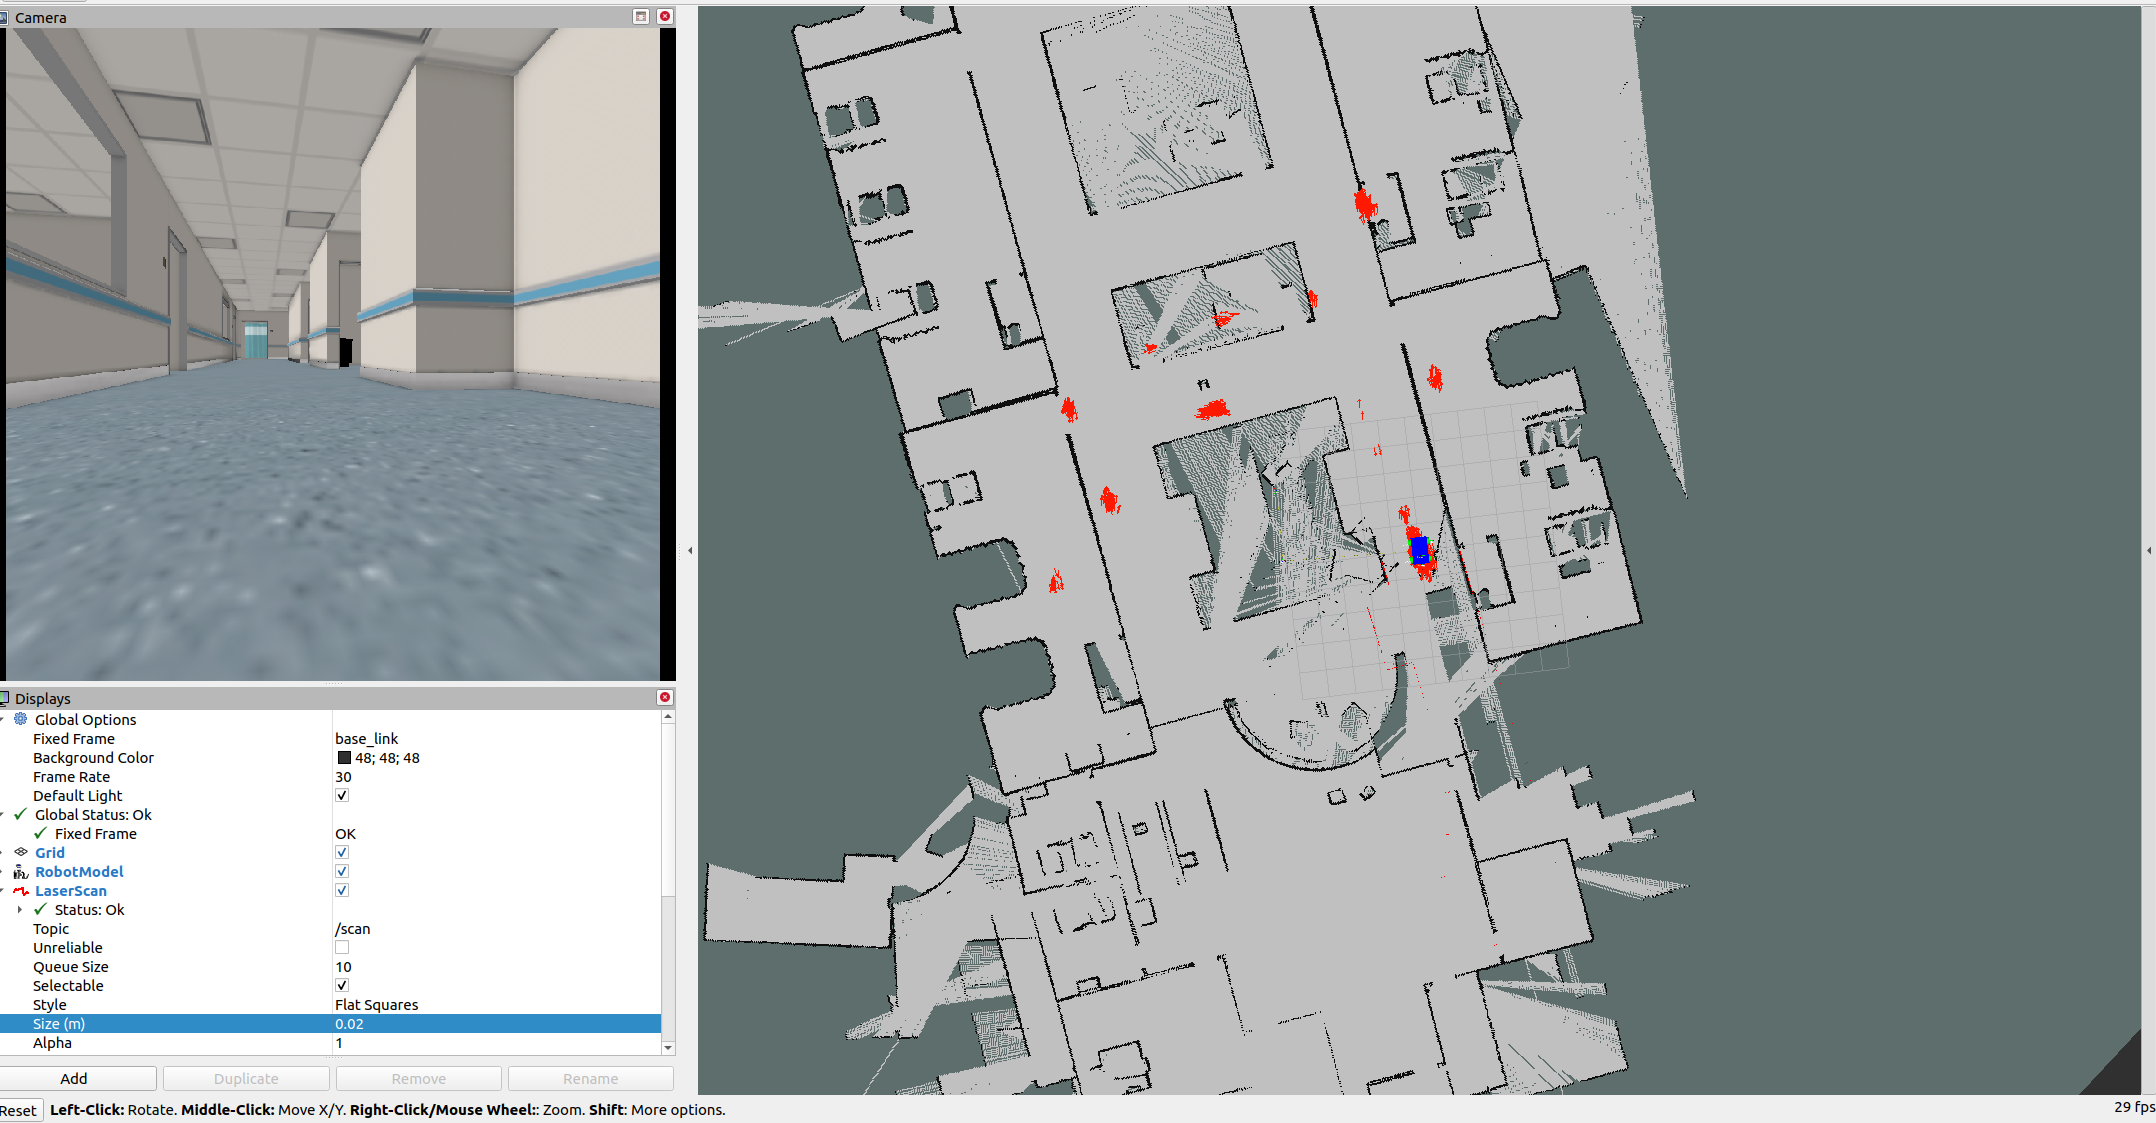 Camera
Displays
Global Options
Fixed Frame base_link
Background Color 48; 48; 48
Frame Rate 30
Default Light
Global Status: Ok
Fixed Frame OK
Grid
RobotModel
LaserScan
Status: Ok
Topic /scan
Unreliable
Queue Size 10
Selectable
Style Flat Squares
Size (m) 0.02
Alpha 1
Add Duplicate Remove Rename
Reset Left-Click: Rotate. Middle-Click: Move X/Y. Right-Click/Mouse Wheel:: Zoom. Shift: More options. 29 fps